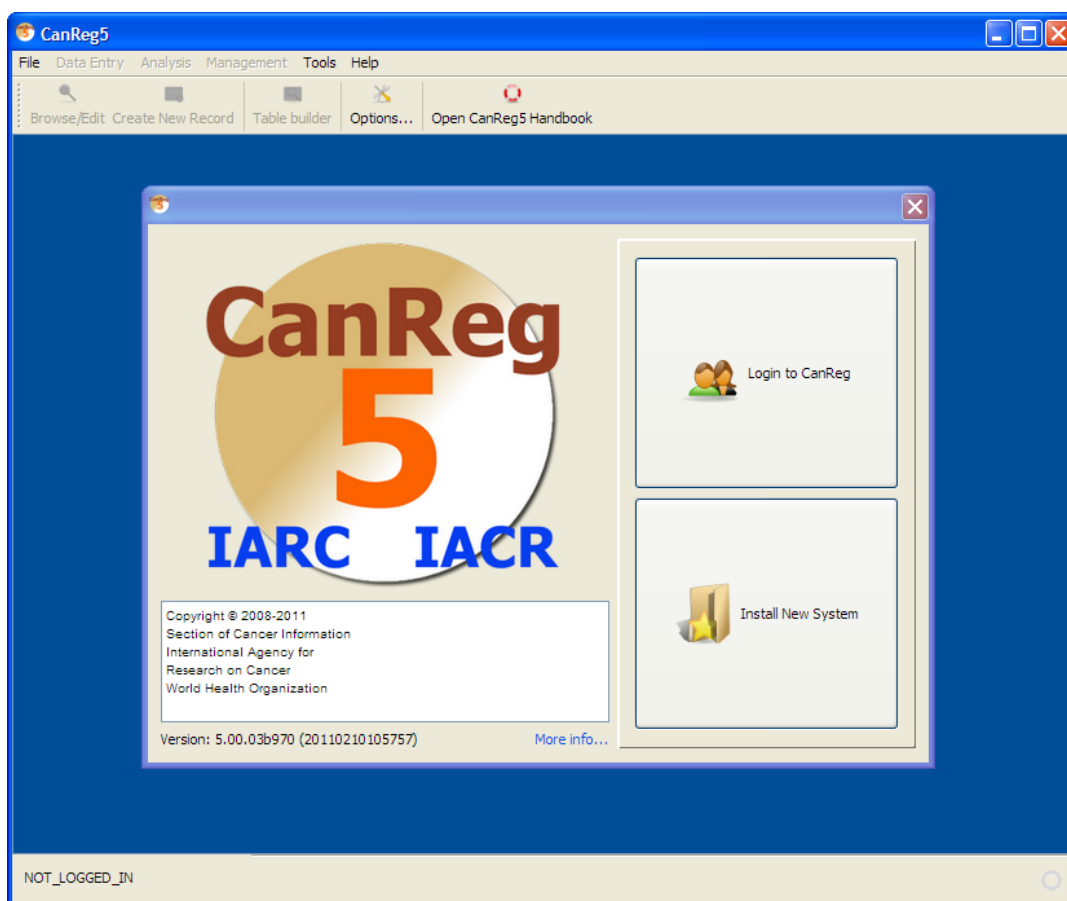 CanReg5
File Data Entry Analysis Management Tools Help
Browse/Edit Create New Record Table builder Options... Open CanReg5 Handbook
CanReg
5
IARC IACR
Login to CanReg
Install New System
Copyright © 2008-2011
Section of Cancer Information
International Agency for
Research on Cancer
World Health Organization
Version: 5.00.03b970 (20110210105757) More info...
NOT_LOGGED_IN